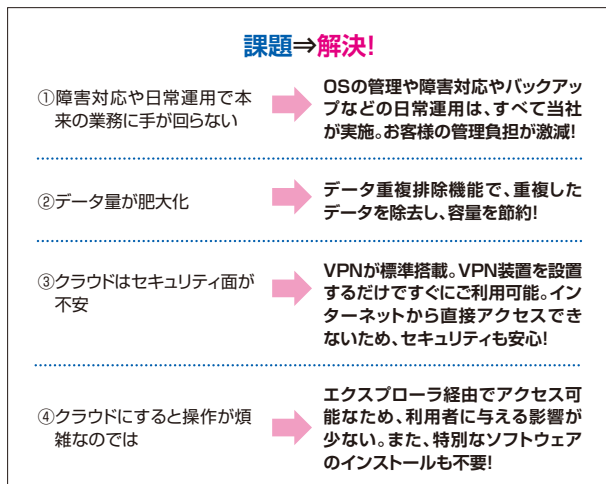 課題⇒解決!
①障害対応や日常運用で本
来の業務に手が回らない
OSの管理や障害対応やバックアッ
プなどの日常運用は、すべて当社
が実施。お客様の管理負担が激減!
②データ量が肥大化
データ重複排除機能で、重複した
データを除去し、容量を節約!
③クラウドはセキュリティ面が
不安
VPNが標準搭載。VPN装置を設置
するだけですぐにご利用可能。イン
ターネットから直接アクセスでき
ないため、セキュリティも安心!
④クラウドにすると操作が煩
雑なのでは
エクスプローラ経由でアクセス可
能なため、利用者に与える影響が
少ない。また、特別なソフトウェア
のインストールも不要!